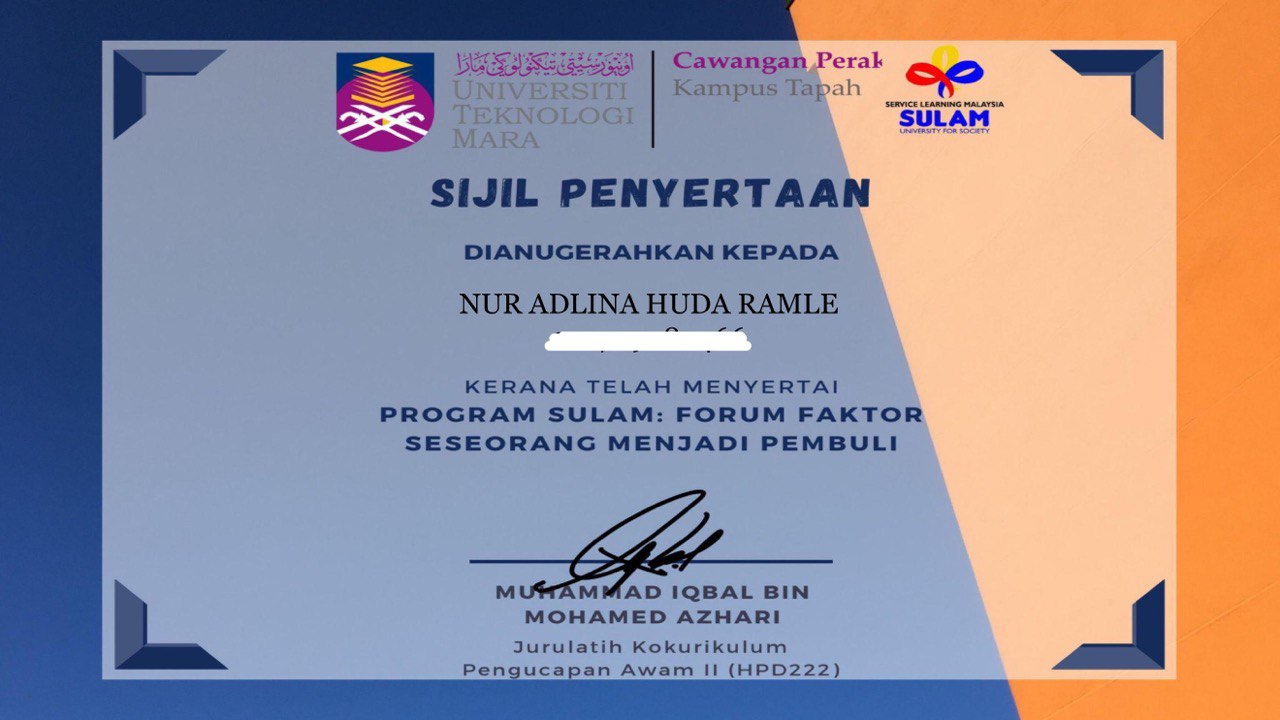 اونيۏرسيتي تيكنولوݢي مارا
UNIVERSITI
TEKNOLOGI
MARA
Cawangan Perak
Kampus Tapah
SERVICE LEARNING MALAYSIA
SULAM
UNIVERSITY FOR SOCIETY
SIJIL PENYERTAAN
DIANUGERAHKAN KEPADA
NUR ADLINA HUDA RAMLE
KERANA TELAH MENYERTAI
PROGRAM SULAM: FORUM FAKTOR
SESEORANG MENJADI PEMBULI
MUHAMMAD IQBAL BIN
MOHAMED AZHARI
Jurulatih Kokurikulum
Pengucapan Awam II (HPD222)